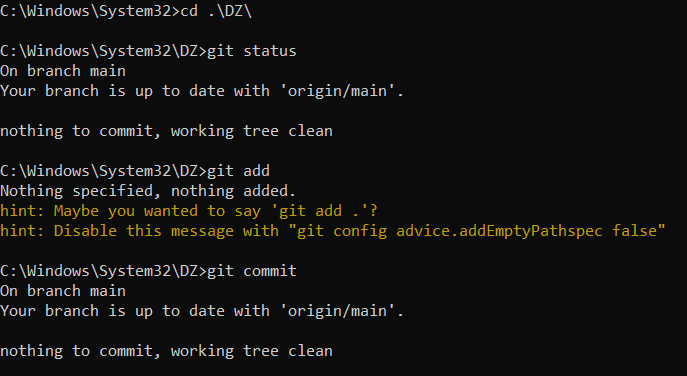 C:\Windows\System32>cd .\DZ\
C:\Windows\System32\DZ>git status
On branch main
Your branch is up to date with 'origin/main'.
nothing to commit, working tree clean
C:\Windows\System32\DZ>git add
Nothing specified, nothing added.
hint: Maybe you wanted to say 'git add .'?
hint: Disable this message with "git config advice.addEmptyPathspec false"
C:\Windows\System32\DZ>git commit
On branch main
Your branch is up to date with 'origin/main'.
nothing to commit, working tree clean